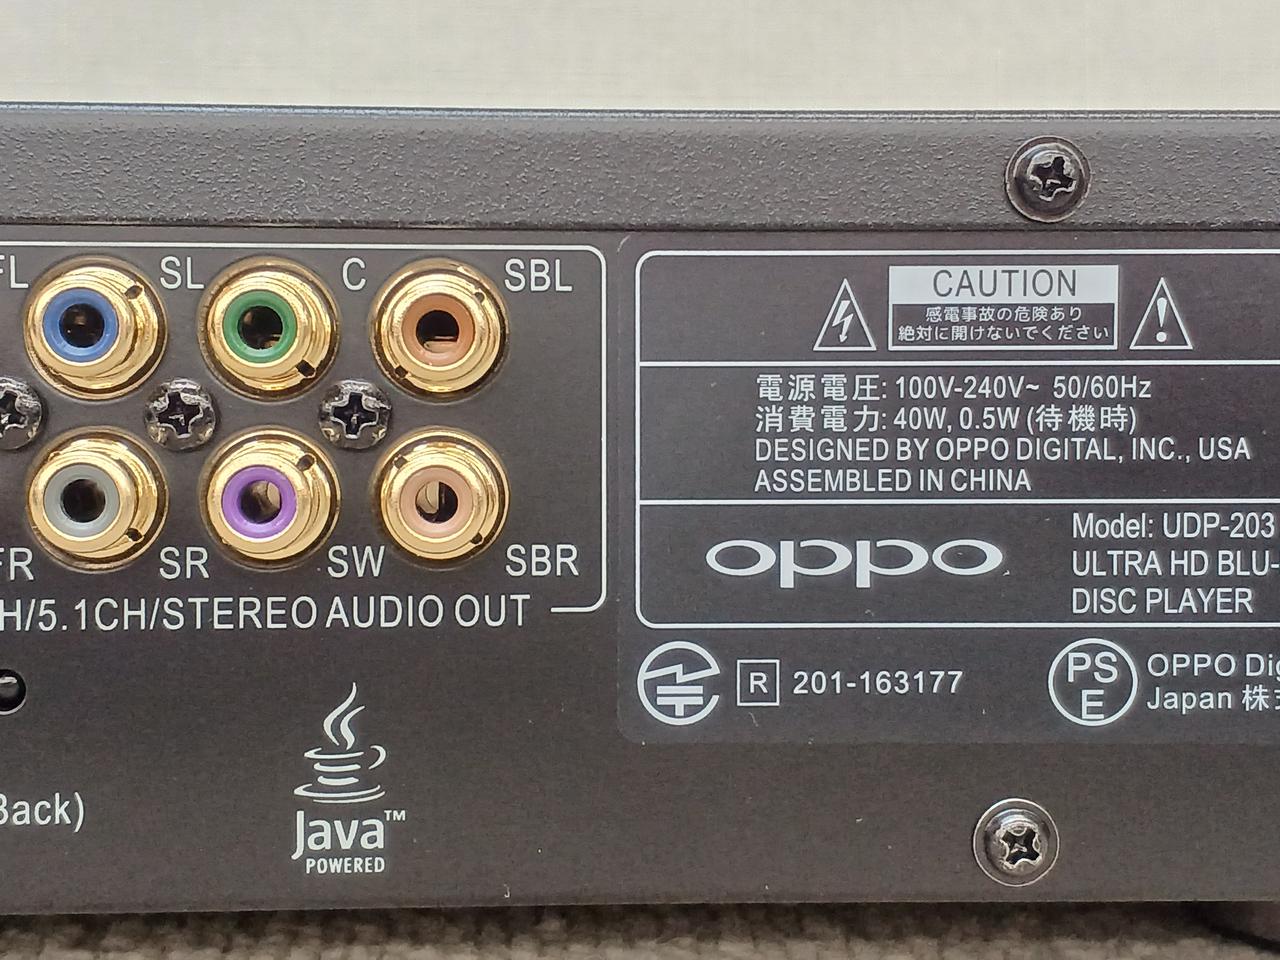 FL SL C SBL
FR SR SW SBR
H/5.1CH/STEREO AUDIO OUT
Back)
Java™
POWERED
CAUTION
感電事故の危険あり
絶対に開けないでください
電源電圧: 100V-240V~ 50/60Hz
消費電力: 40W, 0.5W (待機時)
DESIGNED BY OPPO DIGITAL, INC., USA
ASSEMBLED IN CHINA
oppo
Model: UDP-203
ULTRA HD BLU-
DISC PLAYER
R 201-163177
PS
E
OPPO Dig
Japan 株式